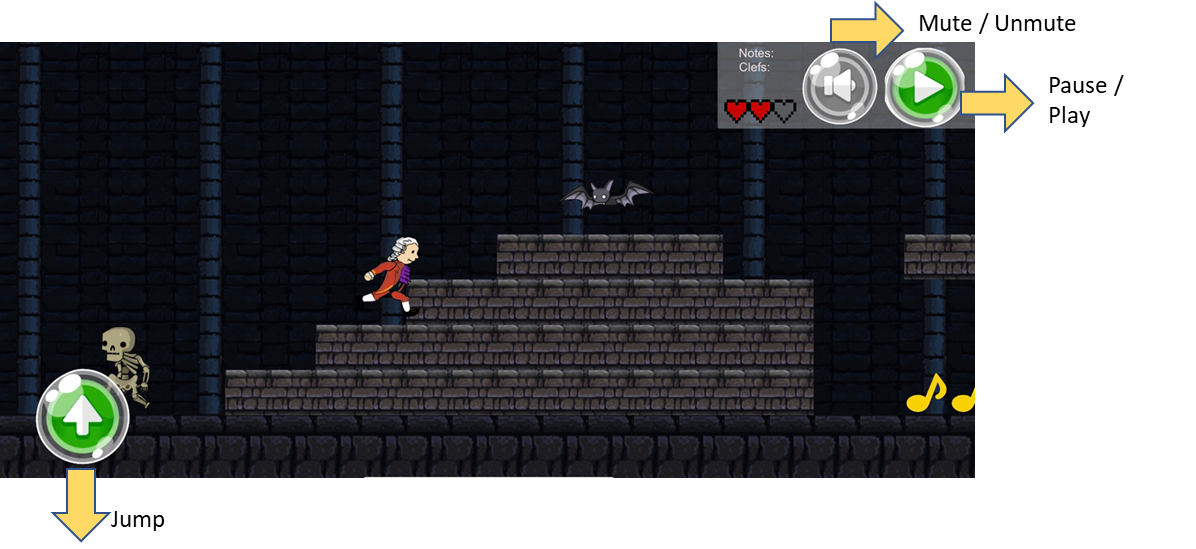 Mute / Unmute
Notes:
Clefs:
Pause /
Play
Jump